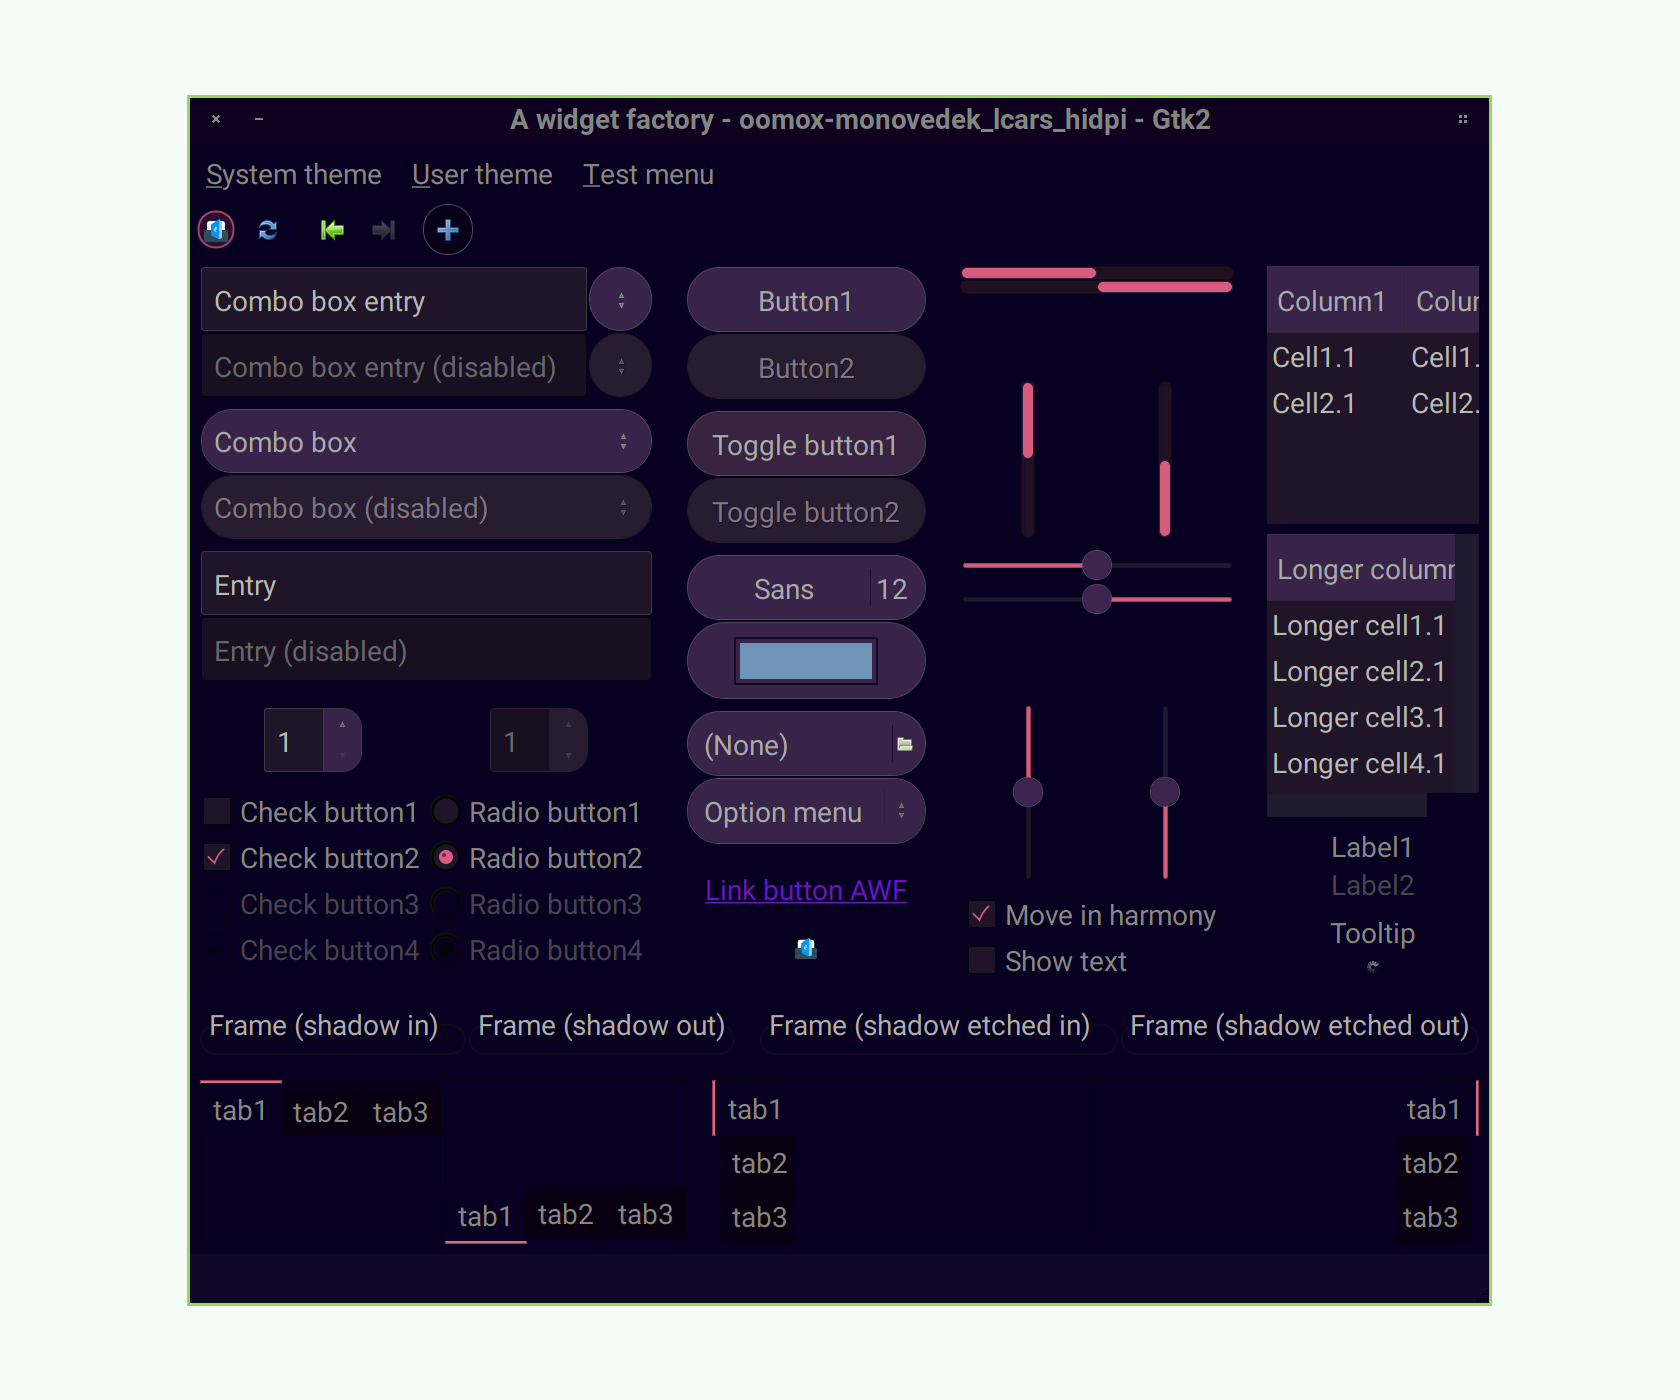 A widget factory - oomox-monovedek_lcars_hidpi - Gtk2
System theme User theme Test menu
Combo box entry
Combo box entry (disabled)
Combo box
Combo box (disabled)
Entry
Entry (disabled)
1 1
Check button1 Radio button1
Check button2 Radio button2
Check button3 Radio button3
Check button4 Radio button4
Button1
Button2
Toggle button1
Toggle button2
Sans 12
(None)
Option menu
Link button AWF
Move in harmony
Show text
Column1 Colum
Cell1.1 Cell1.
Cell2.1 Cell2.
Longer column
Longer cell1.1
Longer cell2.1
Longer cell3.1
Longer cell4.1
Label1
Label2
Tooltip
Frame (shadow in) Frame (shadow out) Frame (shadow etched in) Frame (shadow etched out)
tab1 tab2 tab3
tab1 tab2 tab3
tab1
tab2
tab3
tab1
tab2
tab3